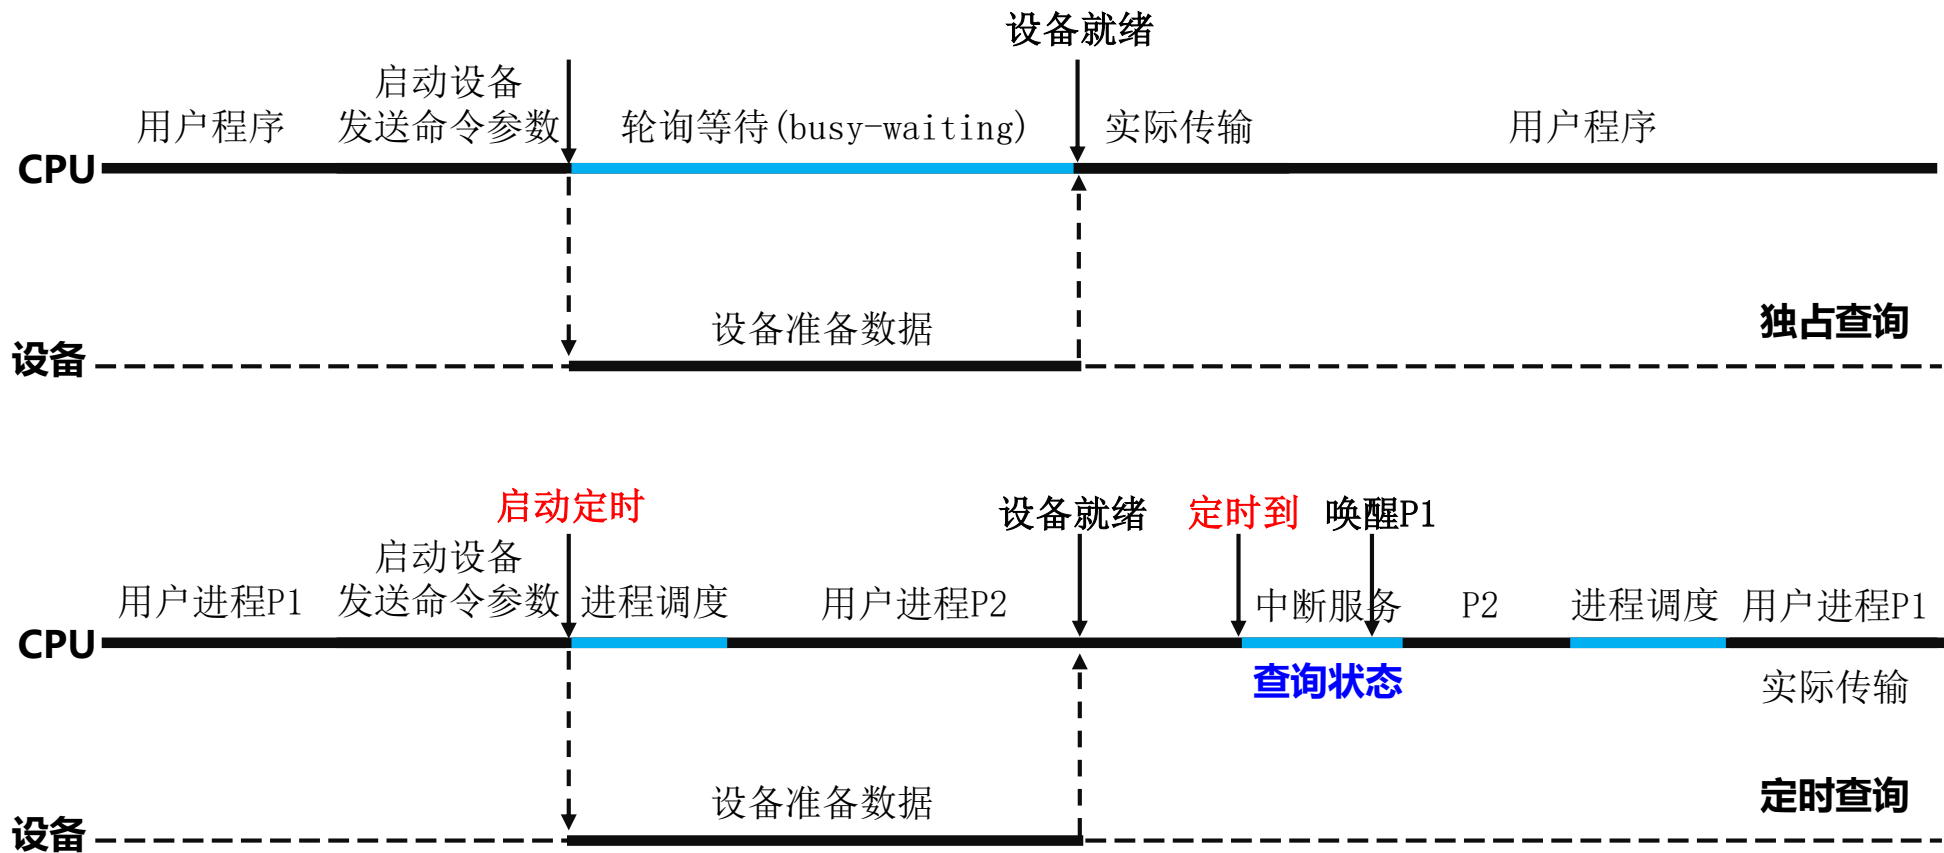 设备就绪
启动设备
用户程序 发送命令参数 轮询等待(busy-waiting) 实际传输 用户程序
CPU
独占查询
设备准备数据
设备
启动定时 设备就绪 定时到 唤醒P1
启动设备
用户进程P1 发送命令参数 进程调度 用户进程P2 中断服务 P2 进程调度 用户进程P1
CPU
查询状态 实际传输
定时查询
设备准备数据
设备